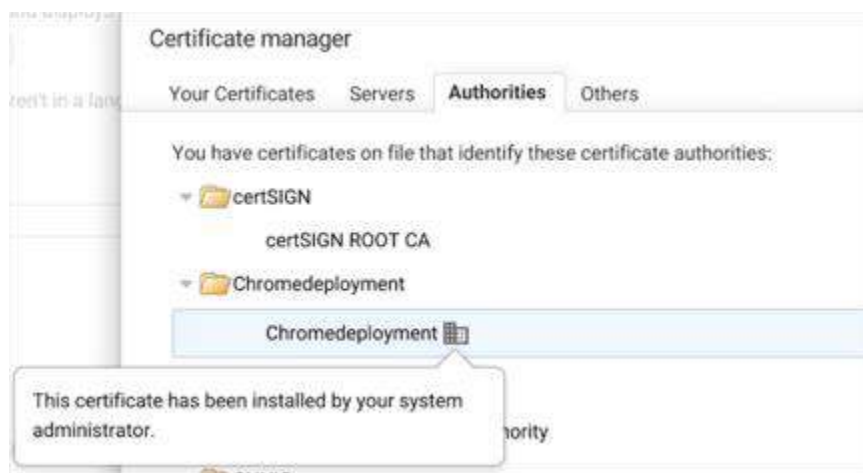 Certificate manager
Your Certificates Servers Authorities Others
You have certificates on file that identify these certificate authorities:
certSIGN
certSIGN ROOT CA
Chromedeployment
Chromedeployment
This certificate has been installed by your system
administrator.